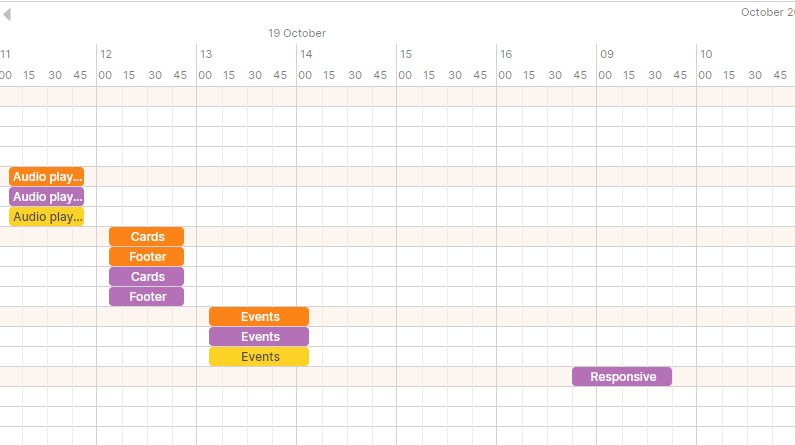 October 20
19 October
11 12 13 14 15 16 09 10
00 15 30 45 00 15 30 45 00 15 30 45 00 15 30 45 00 15 30 45 00 15 30 45 00 15 30 45 00 15 30 45
Audio play...
Audio play...
Audio play...
Cards
Footer
Cards
Footer
Events
Events
Events
Responsive